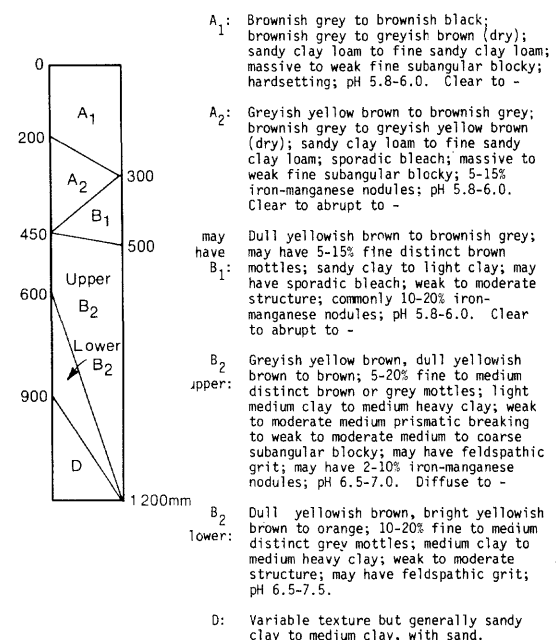 0
200
450
600
900
300
500
1200mm
A1
A2
B1
Upper
B2
Lower
B2
D
A1: Brownish grey to brownish black;
brownish grey to greyish brown (dry);
sandy clay loam to fine sandy clay loam;
massive to weak fine subangular blocky;
hardsetting; pH 5.8-6.0. Clear to -
A2: Greyish yellow brown to brownish grey;
brownish grey to greyish yellow brown
(dry); sandy clay loam to fine sandy
clay loam; sporadic bleach; massive to
weak fine subangular blocky; 5-15%
iron-manganese nodules; pH 5.8-6.0.
Clear to abrupt to -
may Dull yellowish brown to brownish grey;
have may have 5-15% fine distinct brown
B1: mottles; sandy clay to light clay; may
have sporadic bleach; weak to moderate
structure; commonly 10-20% iron-
manganese nodules; pH 5.8-6.0. Clear
to abrupt to -
B2 Greyish yellow brown, dull yellowish
upper: brown to brown; 5-20% fine to medium
distinct brown or grey mottles; light
medium clay to medium heavy clay; weak
to moderate medium prismatic breaking
to weak to moderate medium to coarse
subangular blocky; may have feldspathic
grit; may have 2-10% iron-manganese
nodules; pH 6.5-7.0. Diffuse to -
B2 Dull yellowish brown, bright yellowish
lower: brown to orange; 10-20% fine to medium
distinct grey mottles; medium clay to
medium heavy clay; weak to moderate
structure; may have feldspathic grit;
pH 6.5-7.5.
D: Variable texture but generally sandy
clay to medium clay, with sand.